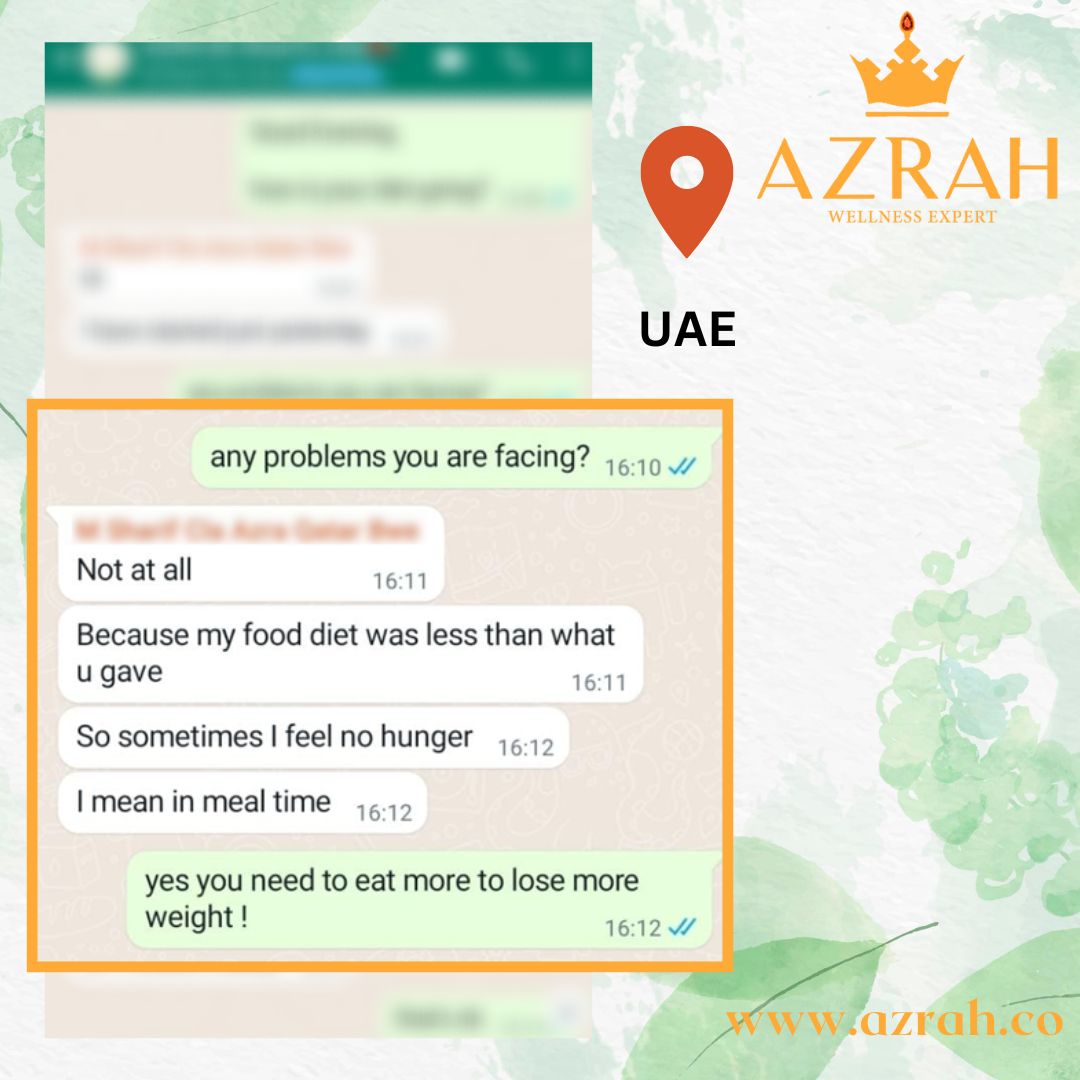 AZRAH
WELLNESS EXPERT
UAE
any problems you are facing?
16:10
Not at all
16:11
Because my food diet was less than what
u gave
16:11
So sometimes I feel no hunger
16:12
I mean in meal time
16:12
yes you need to eat more to lose more
weight !
16:12
www.azrah.co